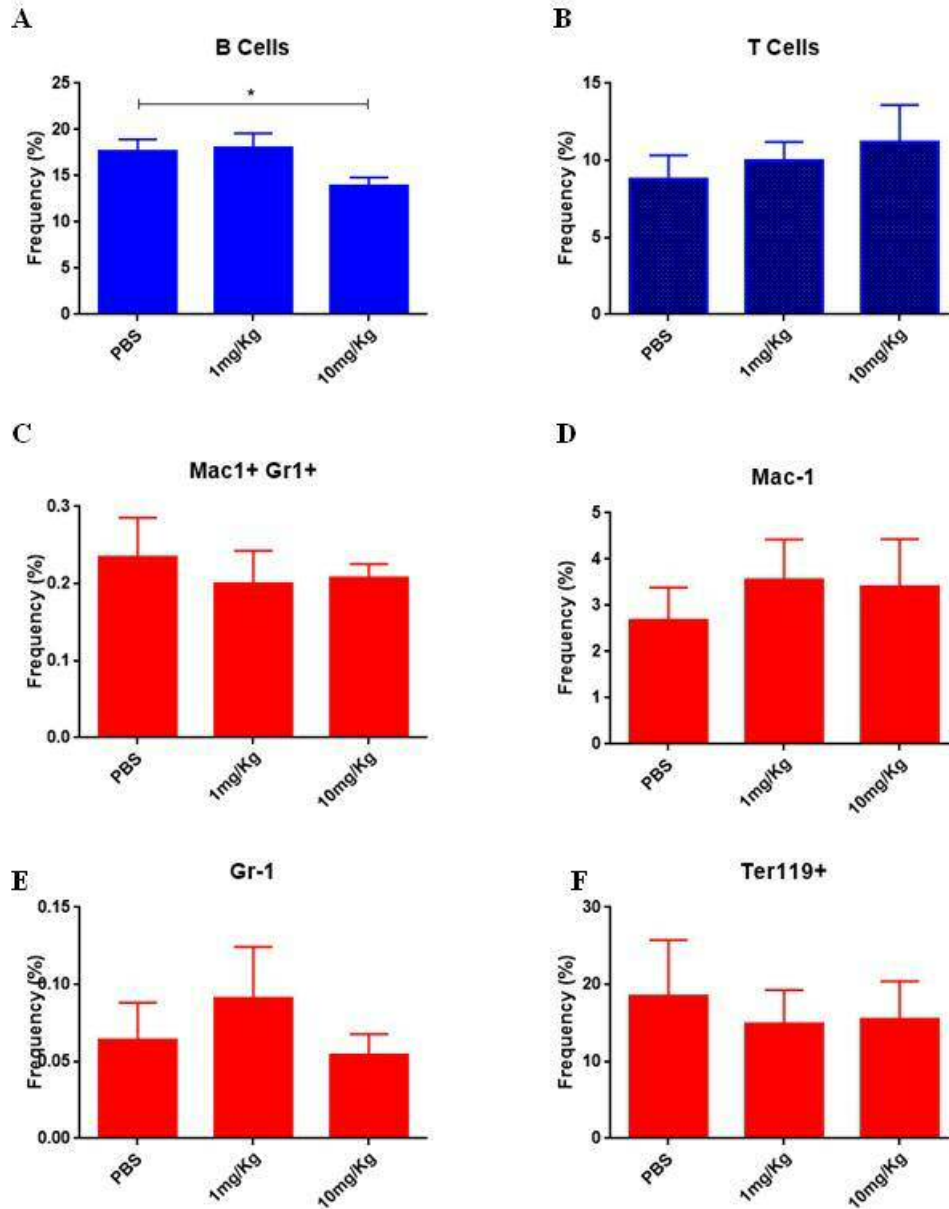 A
B Cells
Frequency (%)
25
20
15
10
5
0
*
PBS
1mg/Kg
10mg/Kg
B
T Cells
Frequency (%)
15
10
5
0
PBS
1mg/Kg
10mg/Kg
C
Mac1+ Gr1+
Frequency (%)
0.3
0.2
0.1
0.0
PBS
1mg/Kg
10mg/Kg
D
Mac-1
Frequency (%)
5
4
3
2
1
0
PBS
1mg/Kg
10mg/Kg
E
Gr-1
Frequency (%)
0.15
0.10
0.05
0.00
PBS
1mg/Kg
10mg/Kg
F
Ter119+
Frequency (%)
30
20
10
0
PBS
1mg/Kg
10mg/Kg